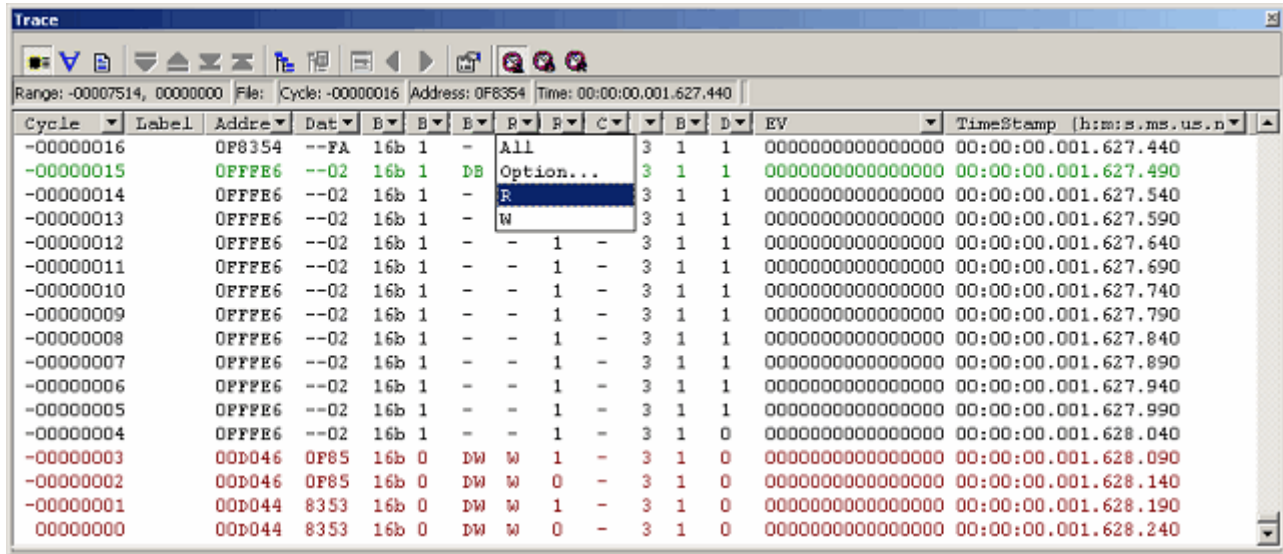 Trace
Range: -00007514, 00000000 File: Cycle: -00000016 Address: 0F8354 Time: 00:00:00.001.627.440
Cycle Label Addre Dat B B B R R C B D EV TimeStamp (h:m:s.ms.us.n
-00000016 0F8354 --FA 16b 1 - All 3 1 1 0000000000000000 00:00:00.001.627.440
-00000015 0FFFE6 --02 16b 1 DB Option... 3 1 1 0000000000000000 00:00:00.001.627.490
-00000014 0FFFE6 --02 16b 1 - R 3 1 1 0000000000000000 00:00:00.001.627.540
-00000013 0FFFE6 --02 16b 1 - W 3 1 1 0000000000000000 00:00:00.001.627.590
-00000012 0FFFE6 --02 16b 1 - - 1 - 3 1 1 0000000000000000 00:00:00.001.627.640
-00000011 0FFFE6 --02 16b 1 - - 1 - 3 1 1 0000000000000000 00:00:00.001.627.690
-00000010 0FFFE6 --02 16b 1 - - 1 - 3 1 1 0000000000000000 00:00:00.001.627.740
-00000009 0FFFE6 --02 16b 1 - - 1 - 3 1 1 0000000000000000 00:00:00.001.627.790
-00000008 0FFFE6 --02 16b 1 - - 1 - 3 1 1 0000000000000000 00:00:00.001.627.840
-00000007 0FFFE6 --02 16b 1 - - 1 - 3 1 1 0000000000000000 00:00:00.001.627.890
-00000006 0FFFE6 --02 16b 1 - - 1 - 3 1 1 0000000000000000 00:00:00.001.627.940
-00000005 0FFFE6 --02 16b 1 - - 1 - 3 1 1 0000000000000000 00:00:00.001.627.990
-00000004 0FFFE6 --02 16b 1 - - 1 - 3 1 0 0000000000000000 00:00:00.001.628.040
-00000003 00D046 0F85 16b 0 DW W 1 - 3 1 0 0000000000000000 00:00:00.001.628.090
-00000002 00D046 0F85 16b 0 DW W 0 - 3 1 0 0000000000000000 00:00:00.001.628.140
-00000001 00D044 8353 16b 0 DW W 1 - 3 1 0 0000000000000000 00:00:00.001.628.190
00000000 00D044 8353 16b 0 DW W 0 - 3 1 0 0000000000000000 00:00:00.001.628.240